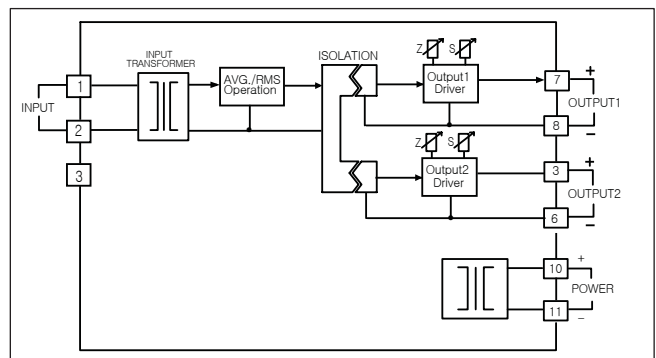 INPUT
TRANSFORMER
ISOLATION
Z S
1
AVG./RMS
Operation
Output1
Driver
7
+
INPUT
OUTPUT1
2
8
−
3
Z S
Output2
Driver
3
+
OUTPUT2
6
−
10
+
POWER
11
−